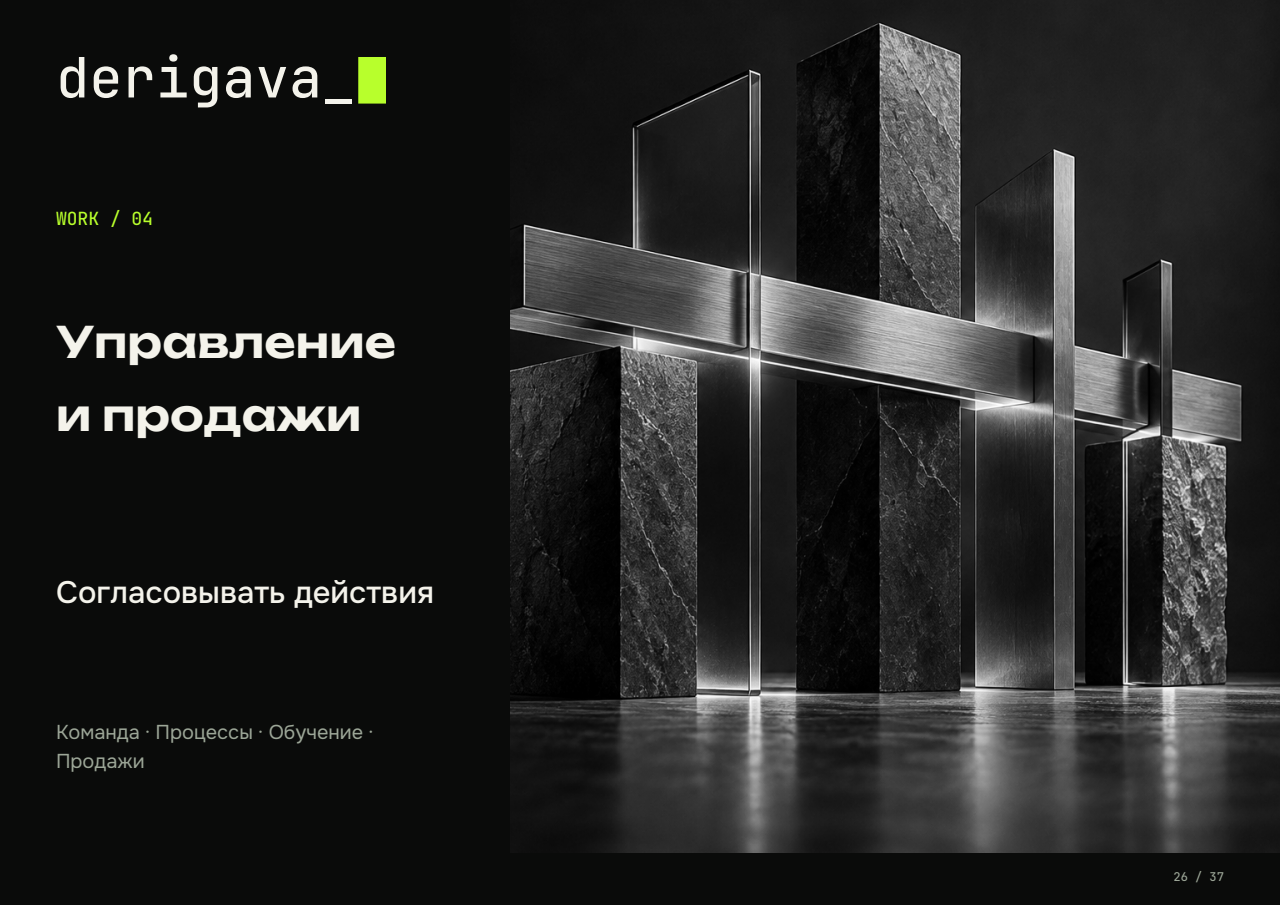 derigava_
WORK / 04
Управление
и продажи
Согласовывать действия
Команда · Процессы · Обучение ·
Продажи
26 / 37